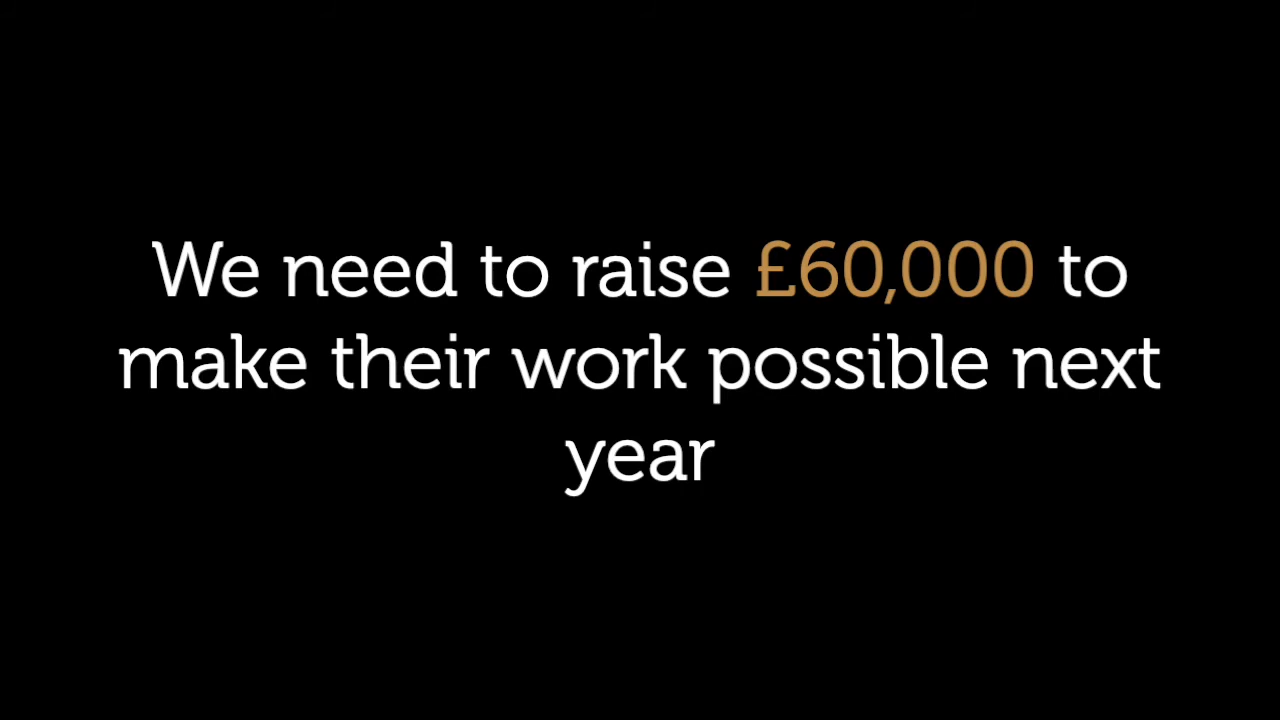 We need to raise £60,000 to
make their work possible next
year